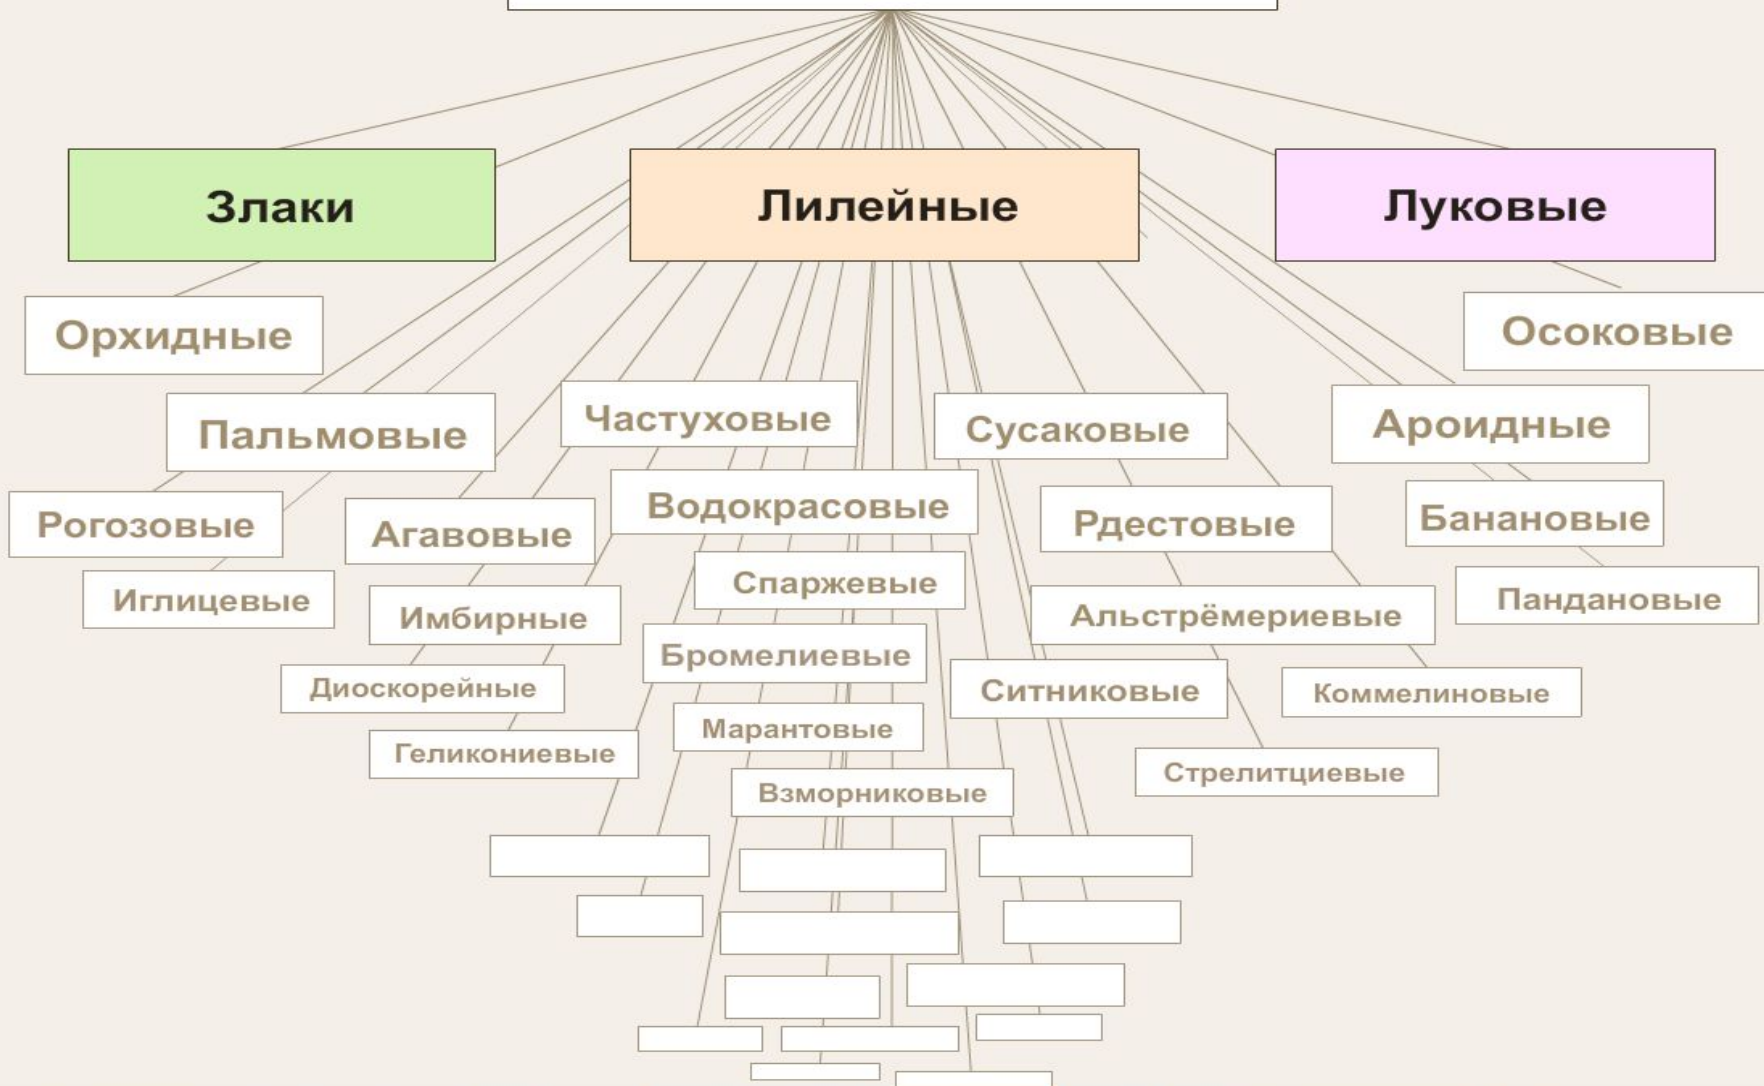 Злаки
Лилейные
Луковые
Орхидные
Осоковые
Пальмовые
Частуховые
Сусаковые
Ароидные
Рогозовые
Агавовые
Водокрасовые
Рдестовые
Банановые
Иглицевые
Имбирные
Спаржевые
Альстрёмериевые
Пандановые
Диоскорейные
Бромелиевые
Ситниковые
Коммелиновые
Геликониевые
Марантовые
Стрелитциевые
Взморниковые